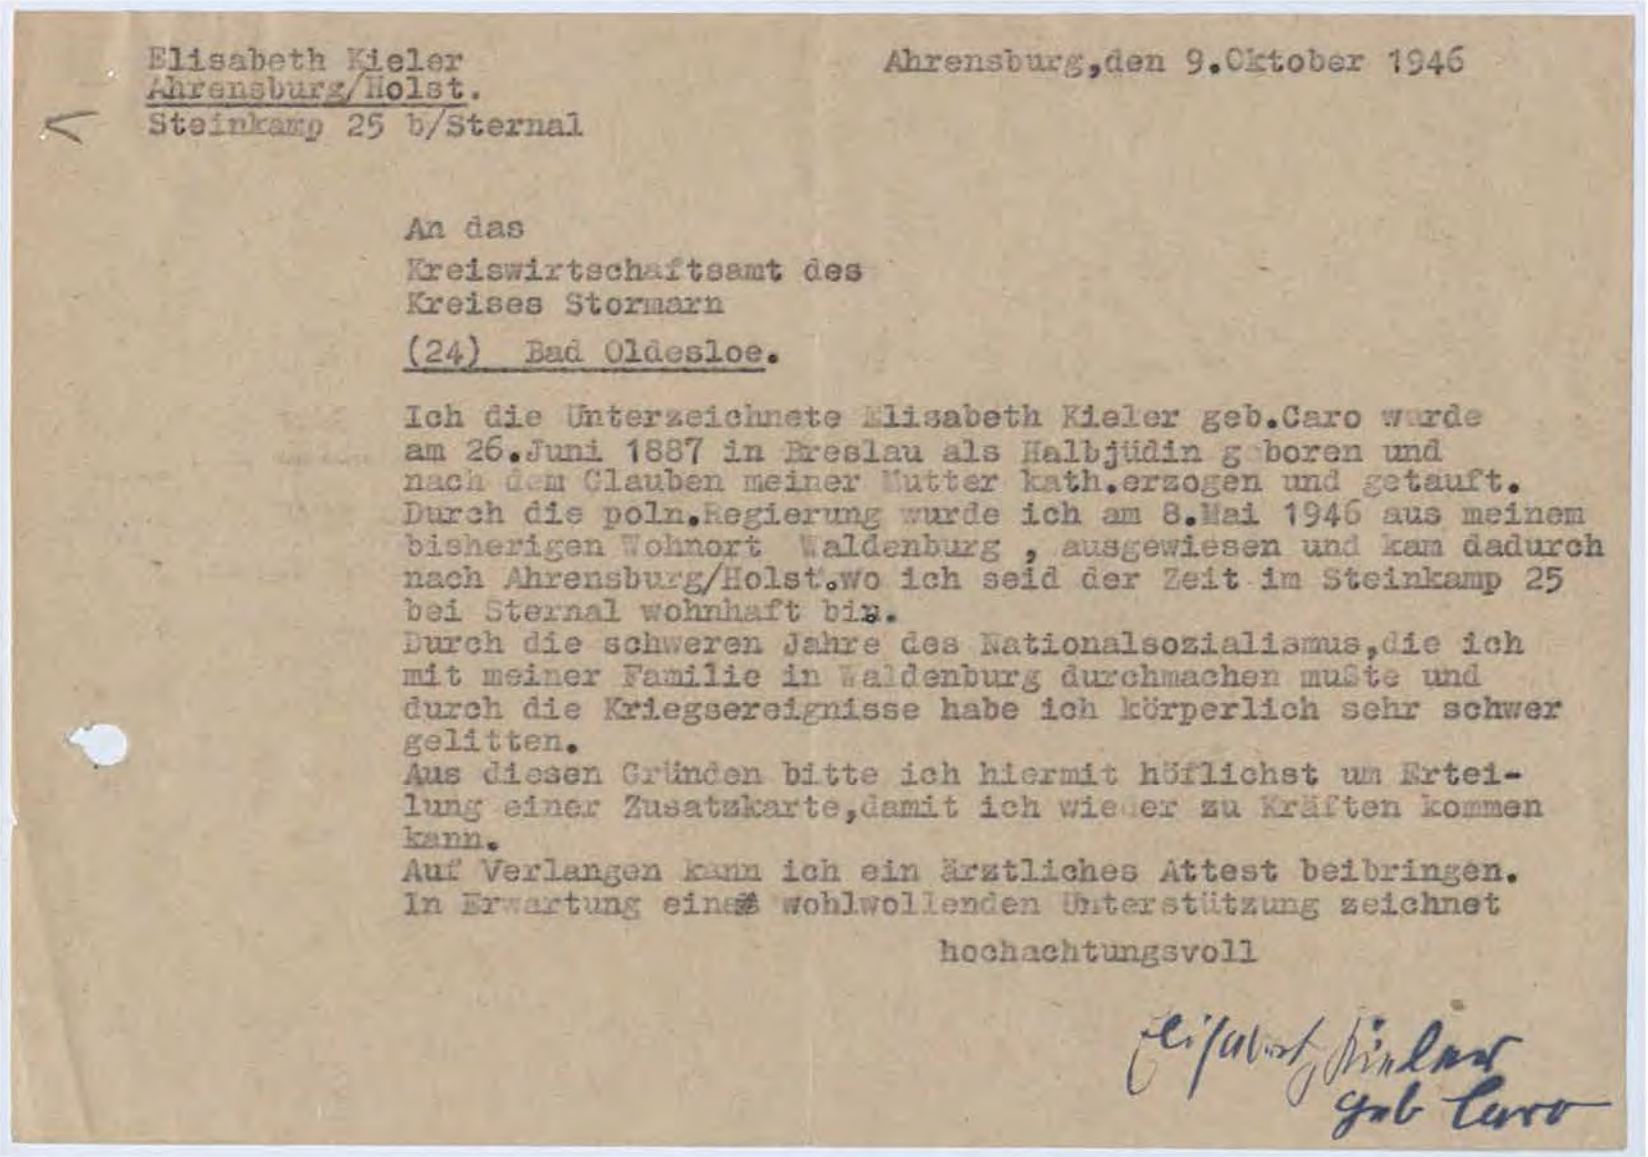 Elisabeth Kieler
Ahrensburg,den 9.Oktober 1946
Ahrensburg/Holst.
Steinkamp 25 b/Sternal
An das
Kreiswirtschaftsamt des
Kreises Stormarn
(24) Bad Oldesloe.
Ich die Unterzeichnete Elisabeth Kieler geb.Caro wurde
am 26.Juni 1887 in Breslau als Halbjüdin geboren und
nach dem Glauben meiner Mutter kath.erzogen und getauft.
Durch die poln.Regierung wurde ich am 8.Mai 1946 aus meinem
bisherigen Wohnort Waldenburg , ausgewiesen und kam dadurch
nach Ahrensburg/Holst.wo ich seid der Zeit im Steinkamp 25
bei Sternal wohnhaft bin.
Durch die schweren Jahre des Nationalsozialismus,die ich
mit meiner Familie in Waldenburg durchmachen mußte und
durch die Kriegsereignisse habe ich körperlich sehr schwer
gelitten.
Aus diesen Gründen bitte ich hiermit höflichst um Ertei-
lung einer Zusatzkarte,damit ich wieder zu Kräften kommen
kann.
Auf Verlangen kann ich ein ärztliches Attest beibringen.
In Erwartung wohlwollenden Unterstützung zeichnet
hochachtungsvoll
Elisabeth Kieler
geb Caro